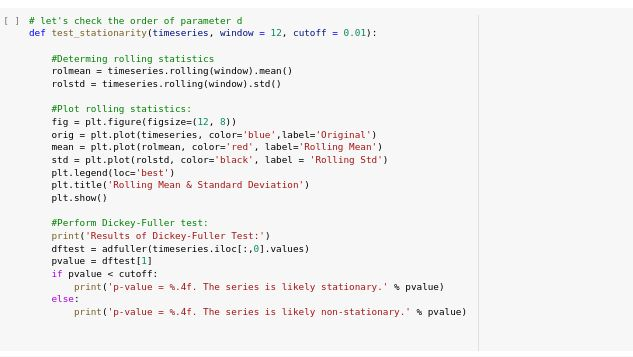 [ ] # let's check the order of parameter d
def test_stationarity(timeseries, window = 12, cutoff = 0.01):
#Determing rolling statistics
rolmean = timeseries.rolling(window).mean()
rolstd = timeseries.rolling(window).std()
#Plot rolling statistics:
fig = plt.figure(figsize=(12, 8))
orig = plt.plot(timeseries, color='blue',label='Original')
mean = plt.plot(rolmean, color='red', label='Rolling Mean')
std = plt.plot(rolstd, color='black', label = 'Rolling Std')
plt.legend(loc='best')
plt.title('Rolling Mean & Standard Deviation')
plt.show()
#Perform Dickey-Fuller test:
print('Results of Dickey-Fuller Test:')
dftest = adfuller(timeseries.iloc[:,0].values)
pvalue = dftest[1]
if pvalue < cutoff:
print('p-value = %.4f. The series is likely stationary.' % pvalue)
else:
print('p-value = %.4f. The series is likely non-stationary.' % pvalue)